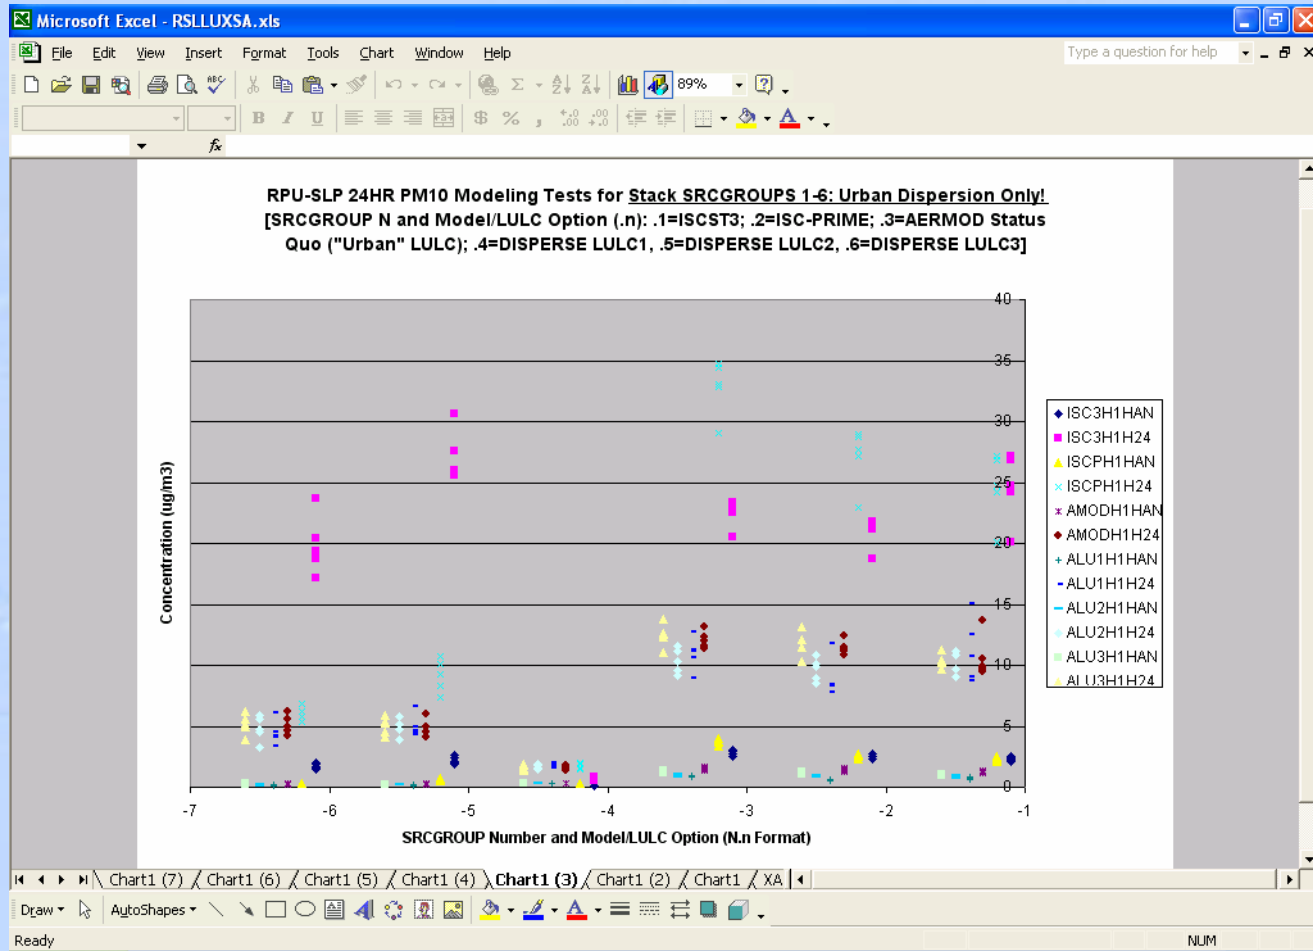 Microsoft Excel - RSLLUXSA.xls
File Edit View Insert Format Tools Chart Window Help
Type a question for help
89%
fx
RPU-SLP 24HR PM10 Modeling Tests for Stack SRCGROUPS 1-6: Urban Dispersion Only!
[SRCGROUP N and Model/LULC Option (.n): .1=ISCST3; .2=ISC-PRIME; .3=AERMOD Status
Quo ("Urban" LULC); .4=DISPERSE LULC1, .5=DISPERSE LULC2, .6=DISPERSE LULC3]
40
35
30
25
20
15
10
5
0
Concentration (ug/m3)
-7 -6 -5 -4 -3 -2 -1
SRCGROUP Number and Model/LULC Option (N.n Format)
ISC3H1HAN
ISC3H1H24
ISCPH1HAN
ISCPH1H24
AMODH1HAN
AMODH1H24
ALU1H1HAN
ALU1H1H24
ALU2H1HAN
ALU2H1H24
ALU3H1HAN
ALU3H1H24
Chart1 (7) Chart1 (6) Chart1 (5) Chart1 (4) Chart1 (3) Chart1 (2) Chart1 XA
Draw AutoShapes
Ready NUM